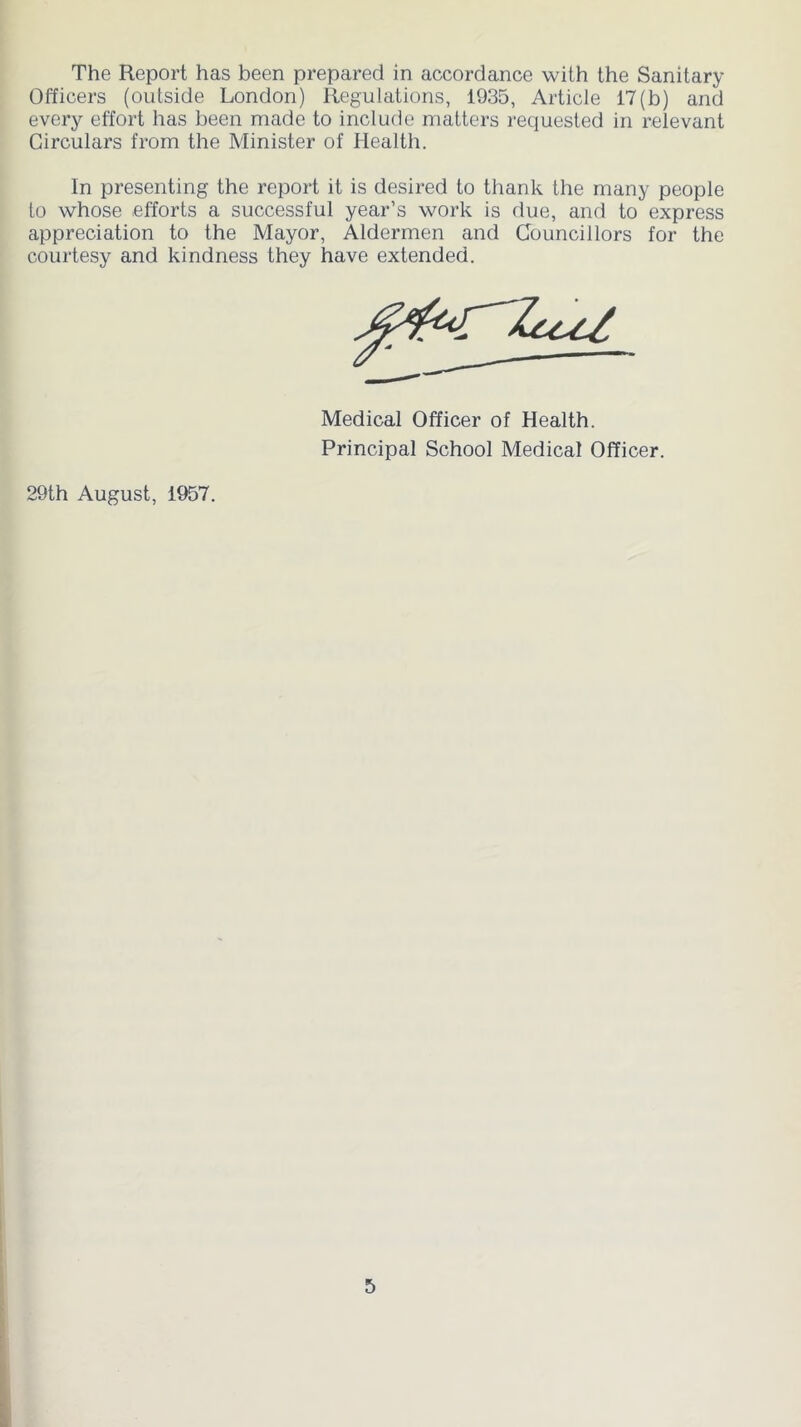 The Report has been prepared in accordance with the Sanitary
Officers (outside London) Regulations, 1935, Article 17(b) and
every effort has been made to include matters requested in relevant
Circulars from the Minister of Health.
In presenting the report it is desired to thank the many people
to whose efforts a successful year's work is due, and to express
appreciation to the Mayor, Aldermen and Councillors for the
courtesy and kindness they have extended.
Medical Officer of Health.
Principal School Medical Officer.
29th August, 1957.
5